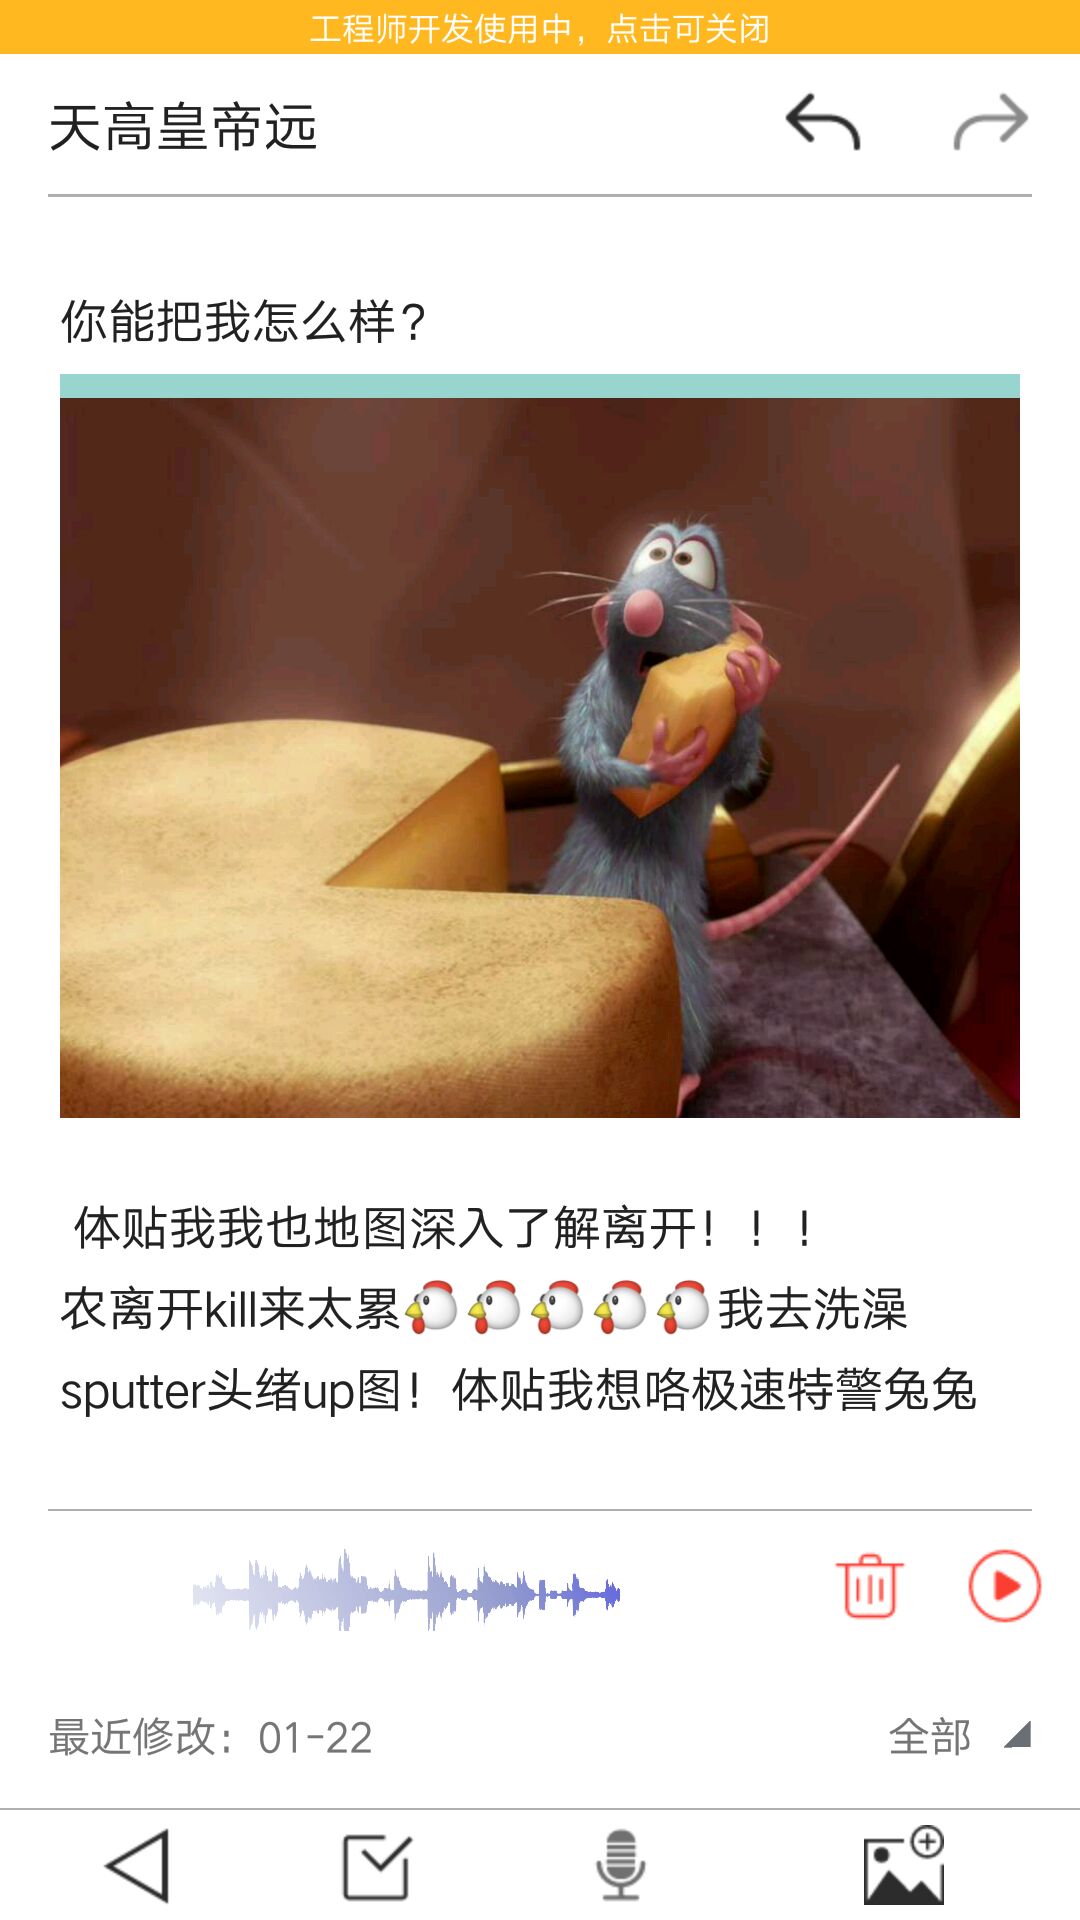 工程师开发使用中，点击可关闭
天高皇帝远
你能把我怎么样？
体贴我我也地图深入了解离开！！！
农离开kill来太累🐔🐔🐔🐔🐔我去洗澡
sputter头绪up图！体贴我想咯极速特警兔兔
最近修改：01-22
全部